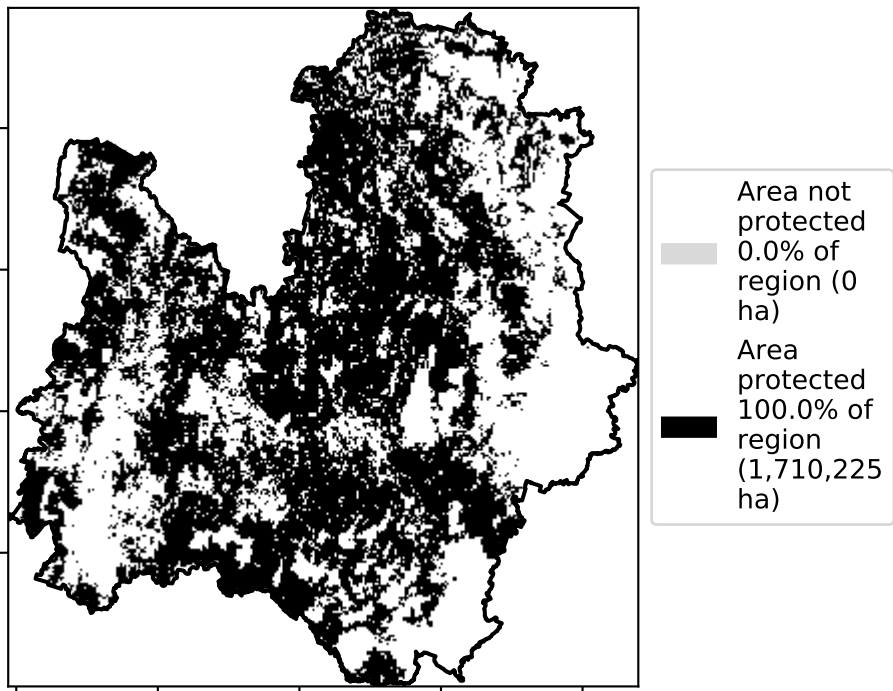 Area not
protected
0.0% of
region (0
ha)
Area
protected
100.0% of
region
(1,710,225
ha)